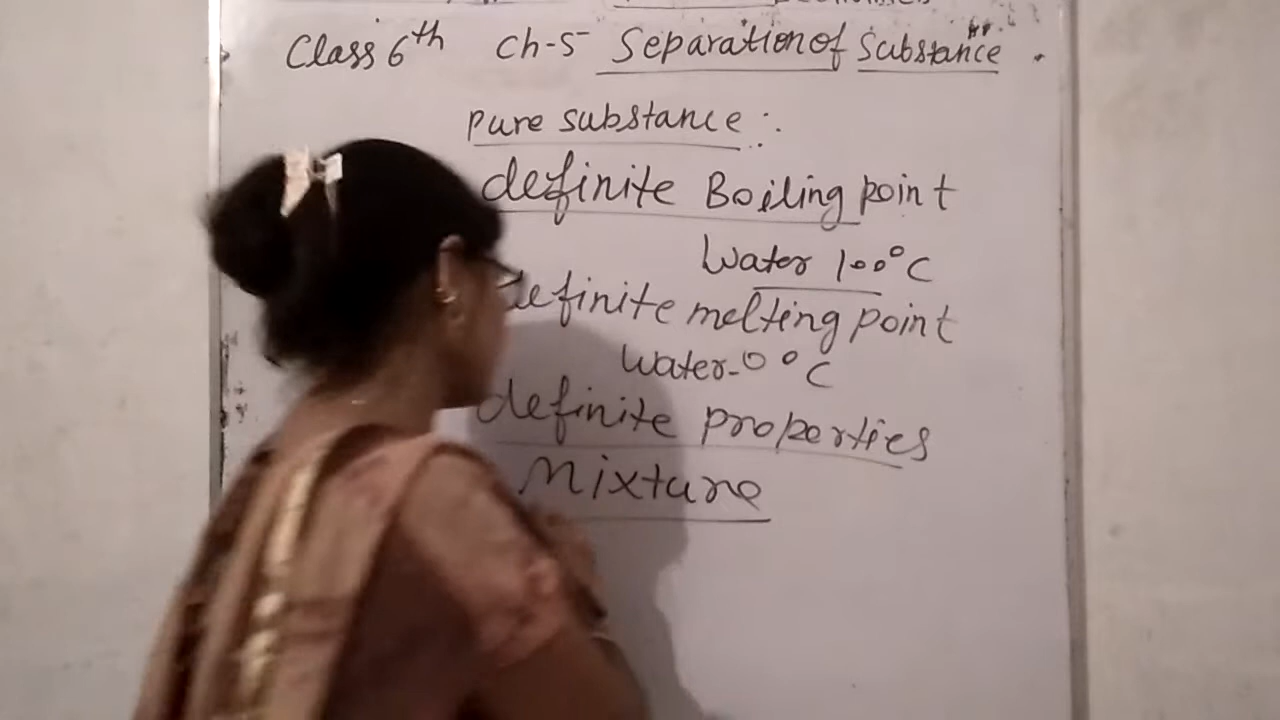 Class 6th Ch-5 Separation of Substance
Pure substance :.
definite Boiling point
Water 100°C
definite melting point
Water-0°C
definite properties
Mixture